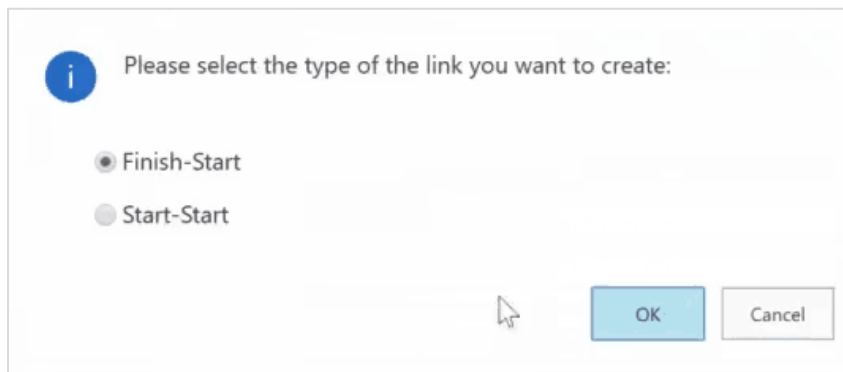 Please select the type of the link you want to create:
Finish-Start
Start-Start
OK
Cancel